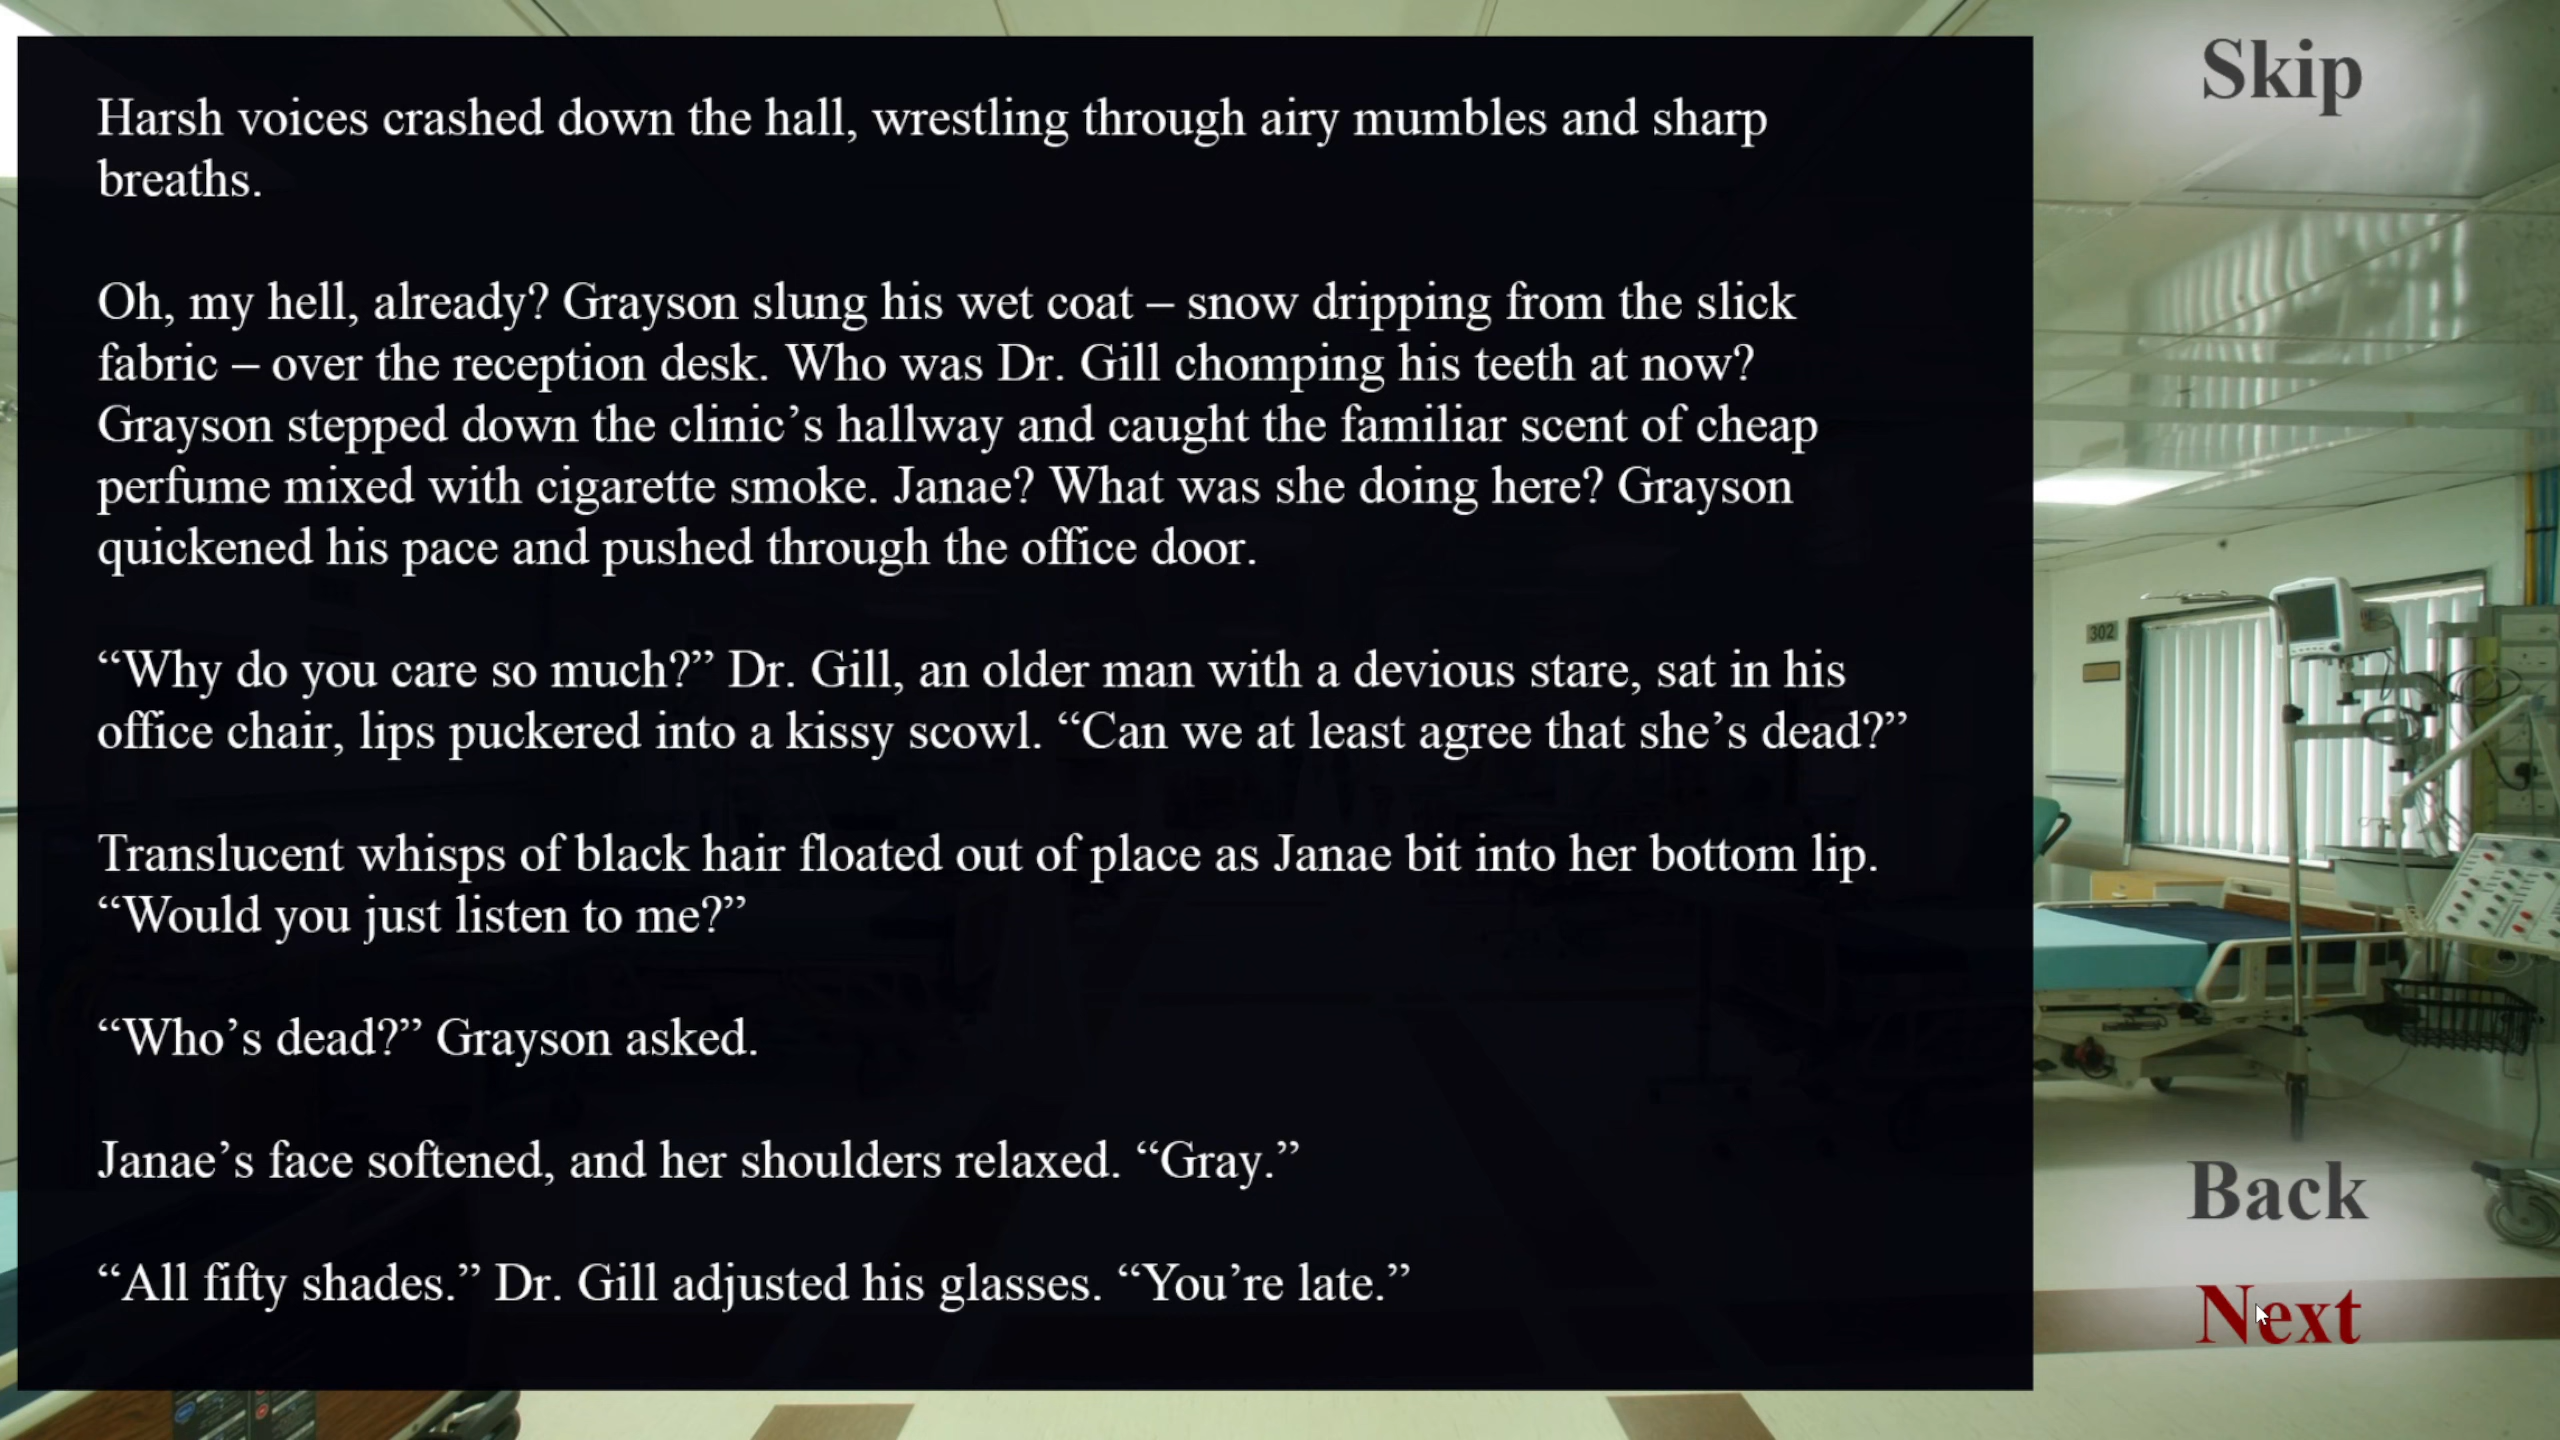 Skip
Harsh voices crashed down the hall, wrestling through airy mumbles and sharp
breaths.
Oh, my hell, already? Grayson slung his wet coat – snow dripping from the slick
fabric – over the reception desk. Who was Dr. Gill chomping his teeth at now?
Grayson stepped down the clinic’s hallway and caught the familiar scent of cheap
perfume mixed with cigarette smoke. Janae? What was she doing here? Grayson
quickened his pace and pushed through the office door.
“Why do you care so much?” Dr. Gill, an older man with a devious stare, sat in his
office chair, lips puckered into a kissy scowl. “Can we at least agree that she’s dead?”
Translucent whisps of black hair floated out of place as Janae bit into her bottom lip.
“Would you just listen to me?”
“Who’s dead?” Grayson asked.
Janae’s face softened, and her shoulders relaxed. “Gray.”
“All fifty shades.” Dr. Gill adjusted his glasses. “You’re late.”
302
Back
Next